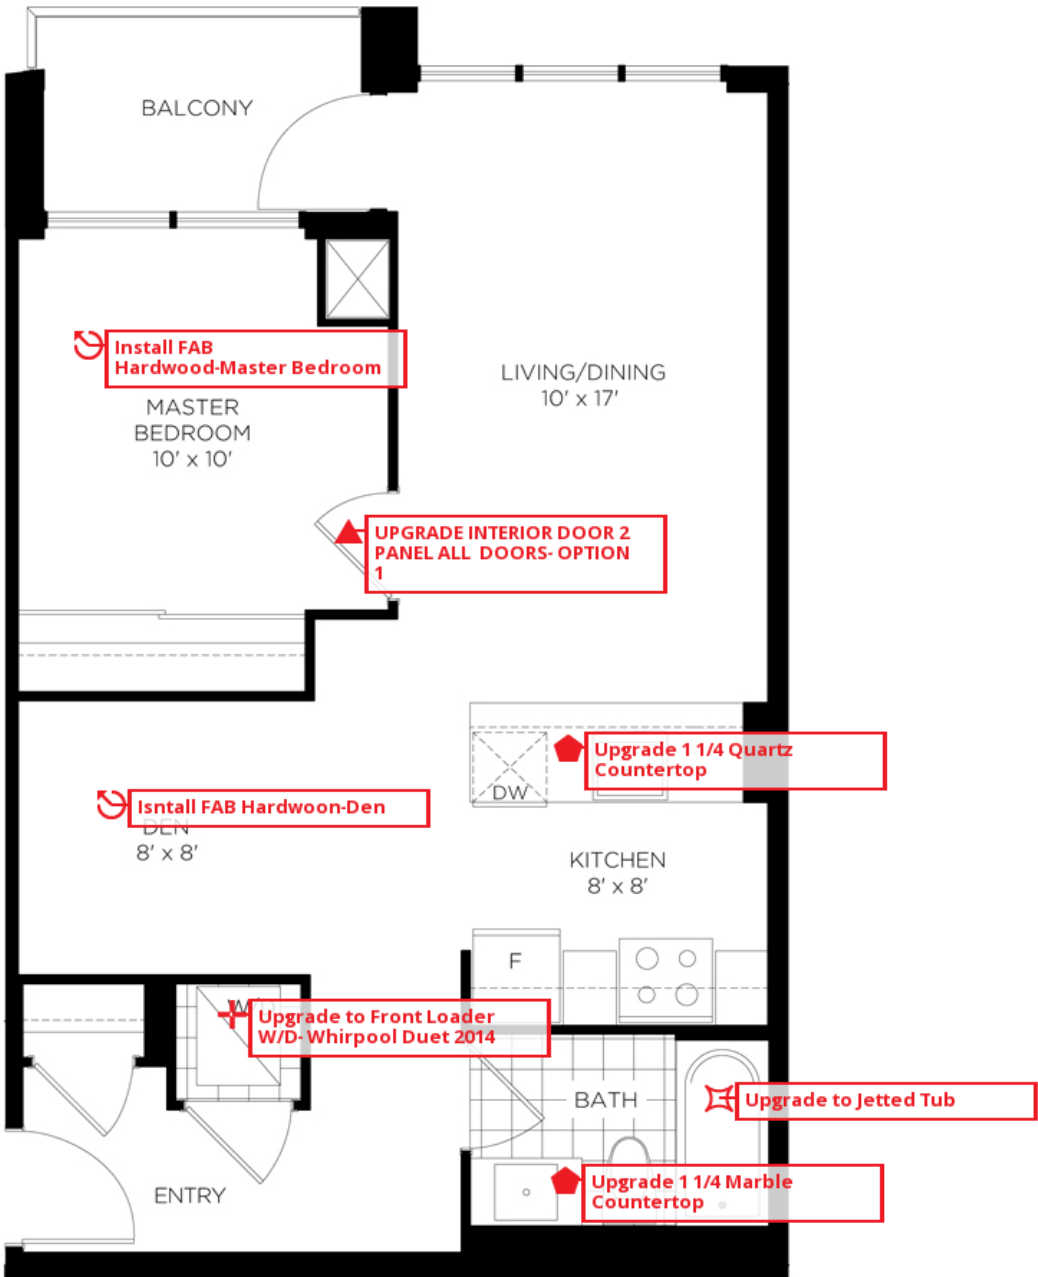 BALCONY
Install FAB
Hardwood-Master Bedroom
MASTER
BEDROOM
10' x 10'
LIVING/DINING
10' x 17'
UPGRADE INTERIOR DOOR 2
PANEL ALL DOORS- OPTION
1
Upgrade 1 1/4 Quartz
Countertop
DW
Isntall FAB Hardwoon-Den
DEN
8' x 8'
KITCHEN
8' x 8'
F
W/D
Upgrade to Front Loader
W/D- Whirpool Duet 2014
BATH
Upgrade to Jetted Tub
Upgrade 1 1/4 Marble
Countertop
ENTRY